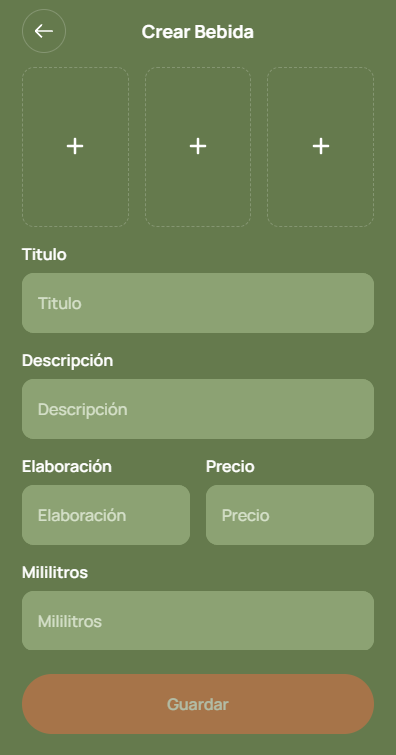 Crear Bebida
+ + +
Titulo
Titulo
Descripción
Descripción
Elaboración Precio
Elaboración Precio
Mililitros
Mililitros
Guardar